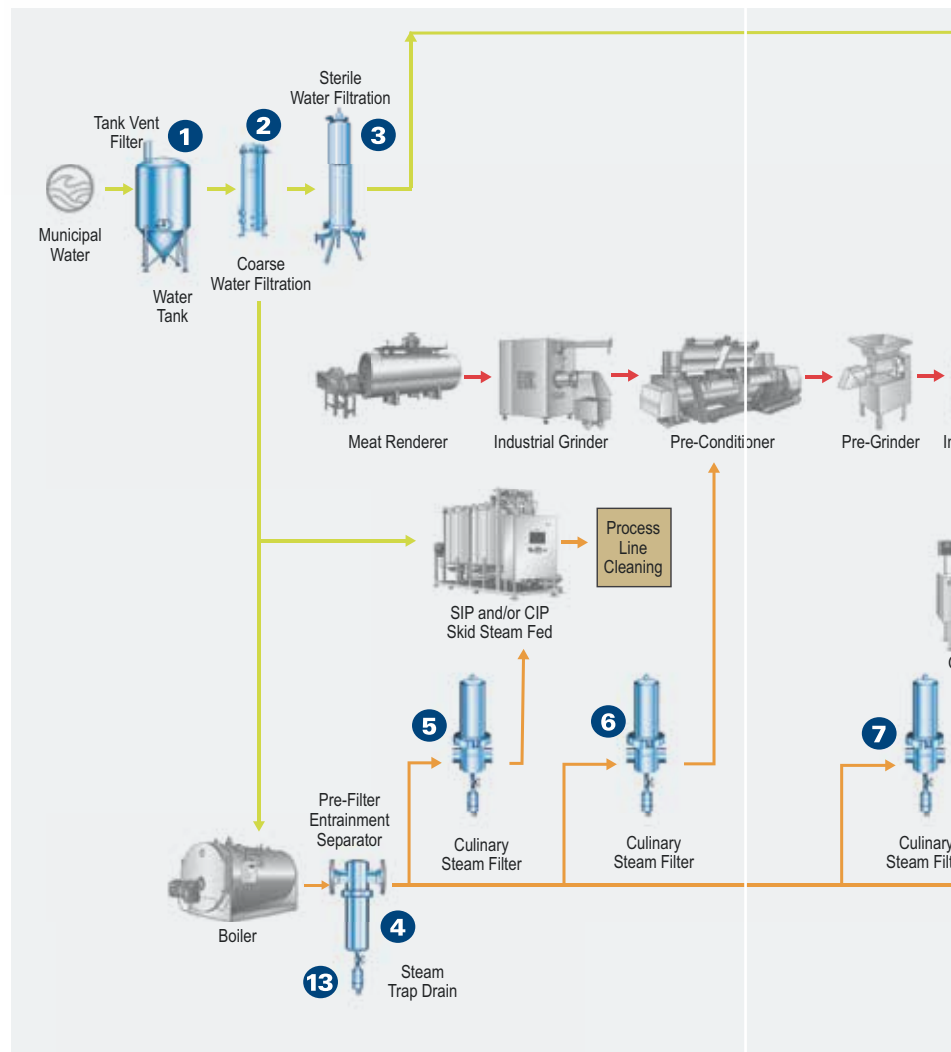 Sterile
Water Filtration
Tank Vent
Filter
1
2
3
Municipal
Water
Coarse
Water Filtration
Water
Tank
Meat Renderer
Industrial Grinder
Pre-Conditioner
Pre-Grinder
Process
Line
Cleaning
SIP and/or CIP
Skid Steam Fed
5
6
7
Pre-Filter
Entrainment
Separator
Culinary
Steam Filter
Culinary
Steam Filter
Culinary
Steam
Boiler
4
13
Steam
Trap Drain